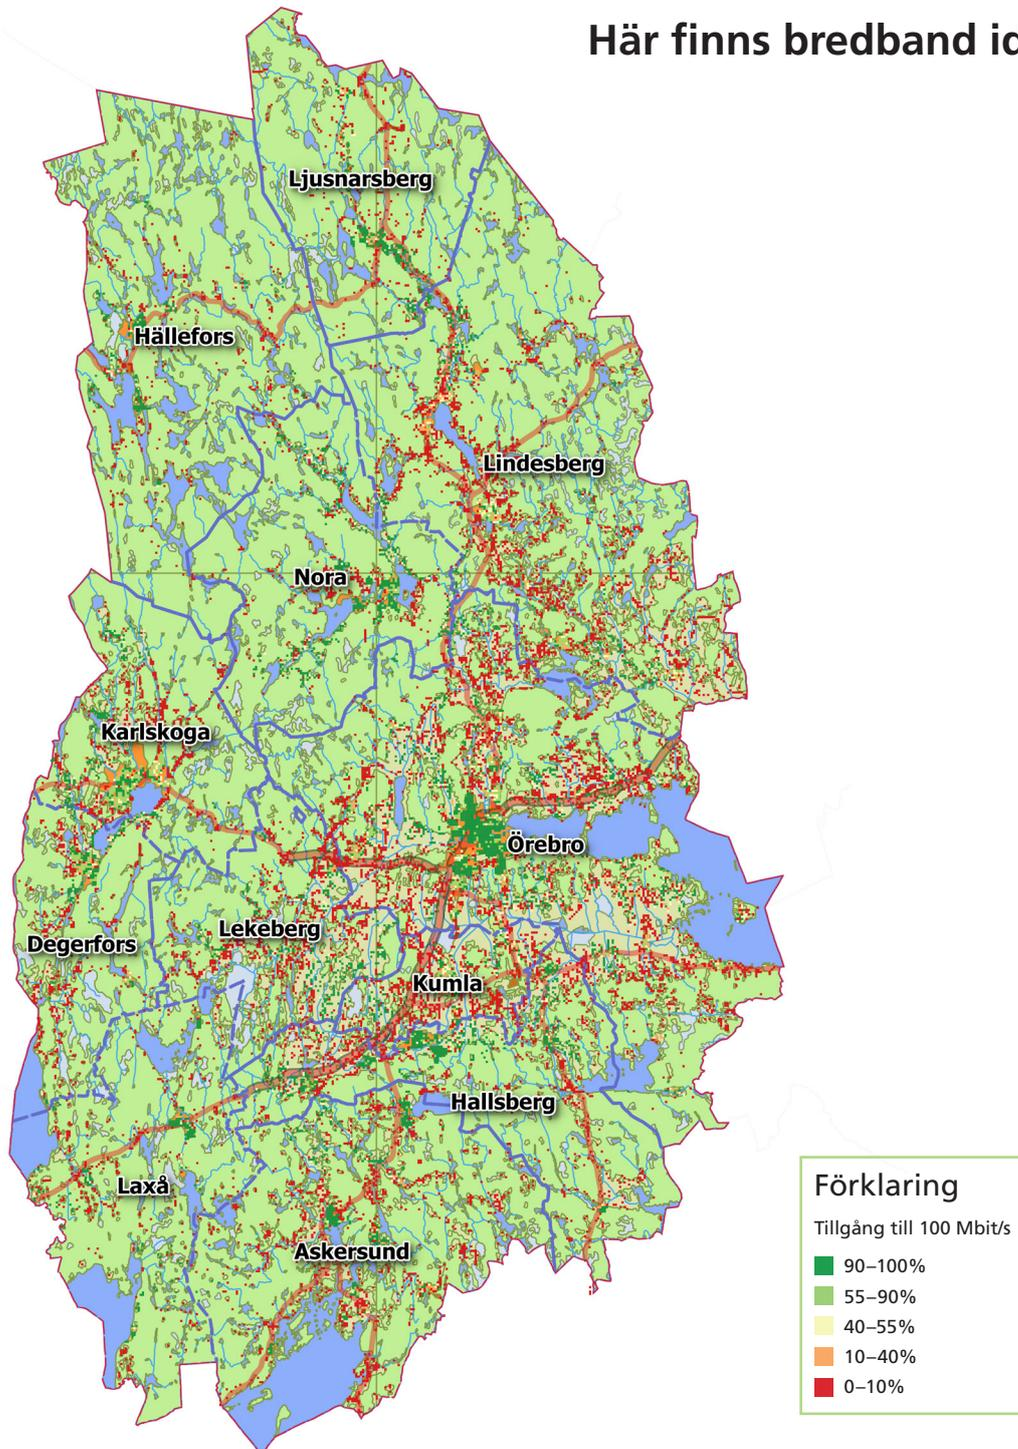 Här finns bredband id
Ljusnarsberg
Hällefors
Lindesberg
Nora
Karlskoga
Örebro
Lekeberg
Degerfors
Kumla
Hallsberg
Laxå
Askersund
Förklaring
Tillgång till 100 Mbit/s
90–100%
55–90%
40–55%
10–40%
0–10%